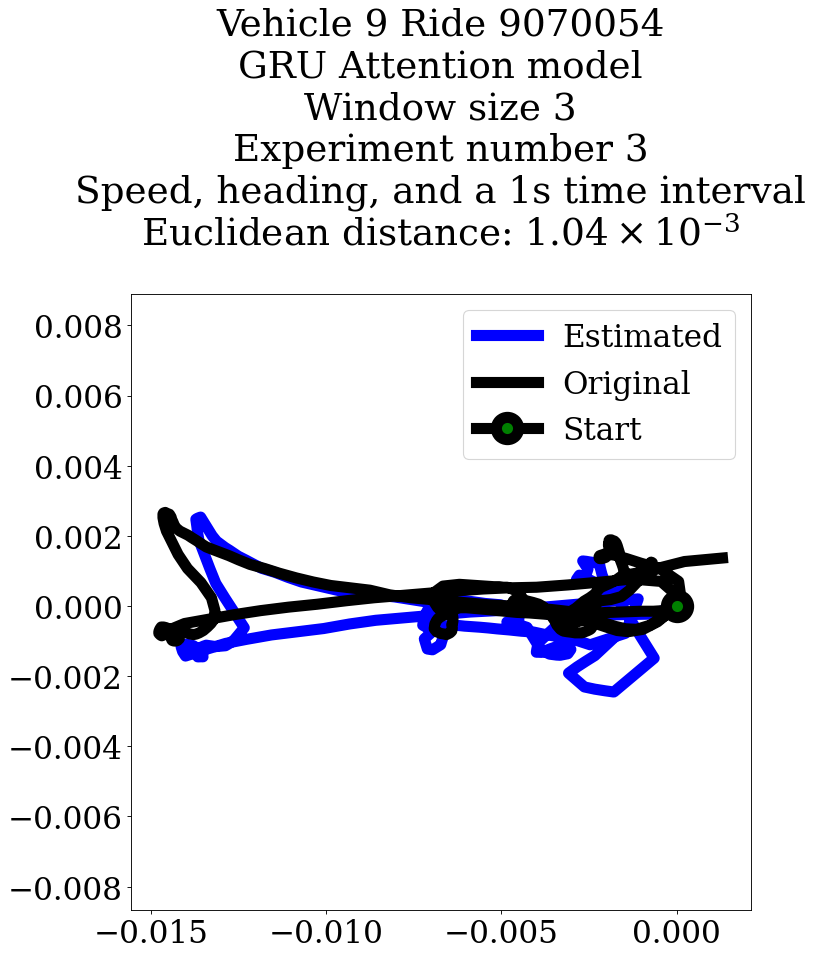 Vehicle 9 Ride 9070054
GRU Attention model
Window size 3
Experiment number 3
Speed, heading, and a 1s time interval
Euclidean distance: 1.04 × 10⁻³
Estimated
Original
Start
0.008
0.006
0.004
0.002
0.000
−0.002
−0.004
−0.006
−0.008
−0.015 −0.010 −0.005 0.000